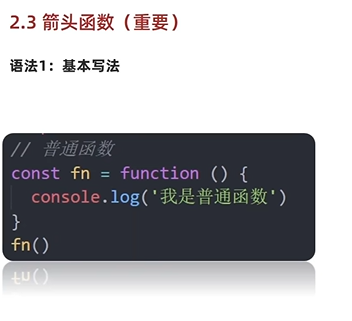 2.3 箭头函数（重要）
语法1：基本写法
// 普通函数
const fn = function () {
  console.log('我是普通函数')
}
fn()